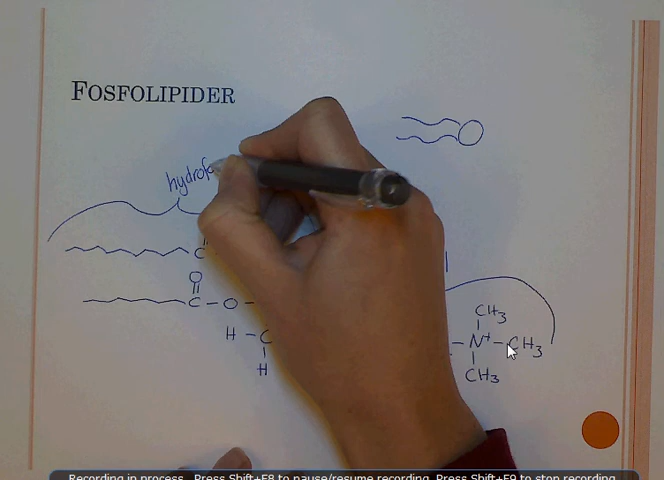 FOSFOLIPIDER
hydrofo
C
O
C - O -
H - C
H
CH3
- N+ - CH3
CH3
Recording in process. Press Shift+F8 to pause/resume recording. Press Shift+F9 to stop recording.